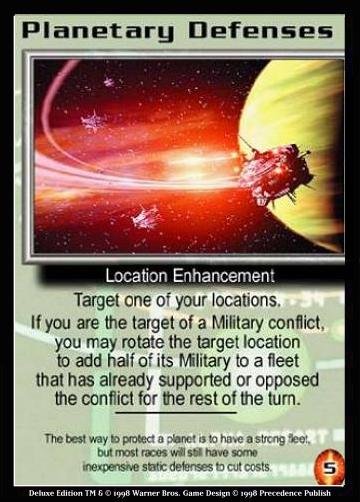 Planetary Defenses
Location Enhancement
Target one of your locations.
If you are the target of a Military conflict,
you may rotate the target location
to add half of its Military to a fleet
that has already supported or opposed
the conflict for the rest of the turn.
The best way to protect a planet is to have a strong fleet,
but most races will still have some
inexpensive static defenses to cut costs.
5
Deluxe Edition TM & © 1998 Warner Bros. Game Design © 1998 Precedence Publish